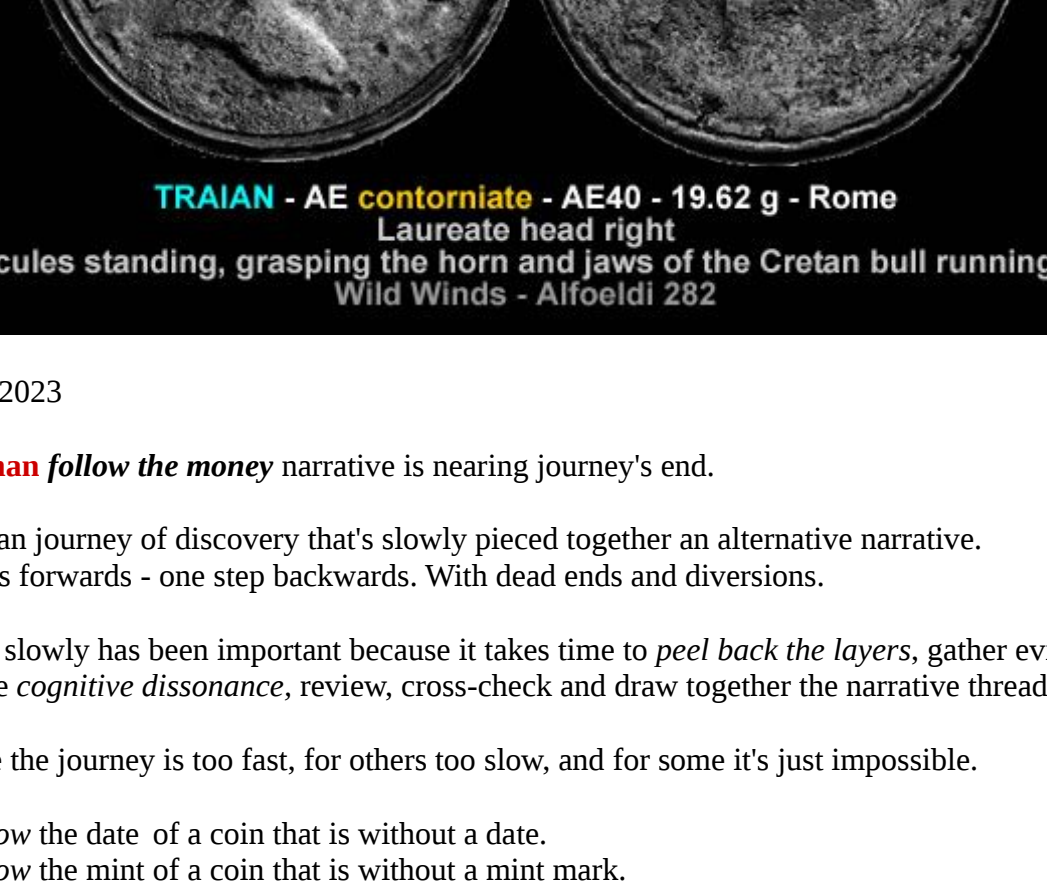 TRAIAN - AE contorniate - AE40 - 19.62 g - Rome
Laureate head right
cules standing, grasping the horn and jaws of the Cretan bull running
Wild Winds - Alfoeldi 282
2023
an follow the money narrative is nearing journey's end.
an journey of discovery that's slowly pieced together an alternative narrative.
s forwards - one step backwards. With dead ends and diversions.
slowly has been important because it takes time to peel back the layers, gather ev
e cognitive dissonance, review, cross-check and draw together the narrative thread
e the journey is too fast, for others too slow, and for some it's just impossible.
ow the date of a coin that is without a date.
ow the mint of a coin that is without a mint mark.